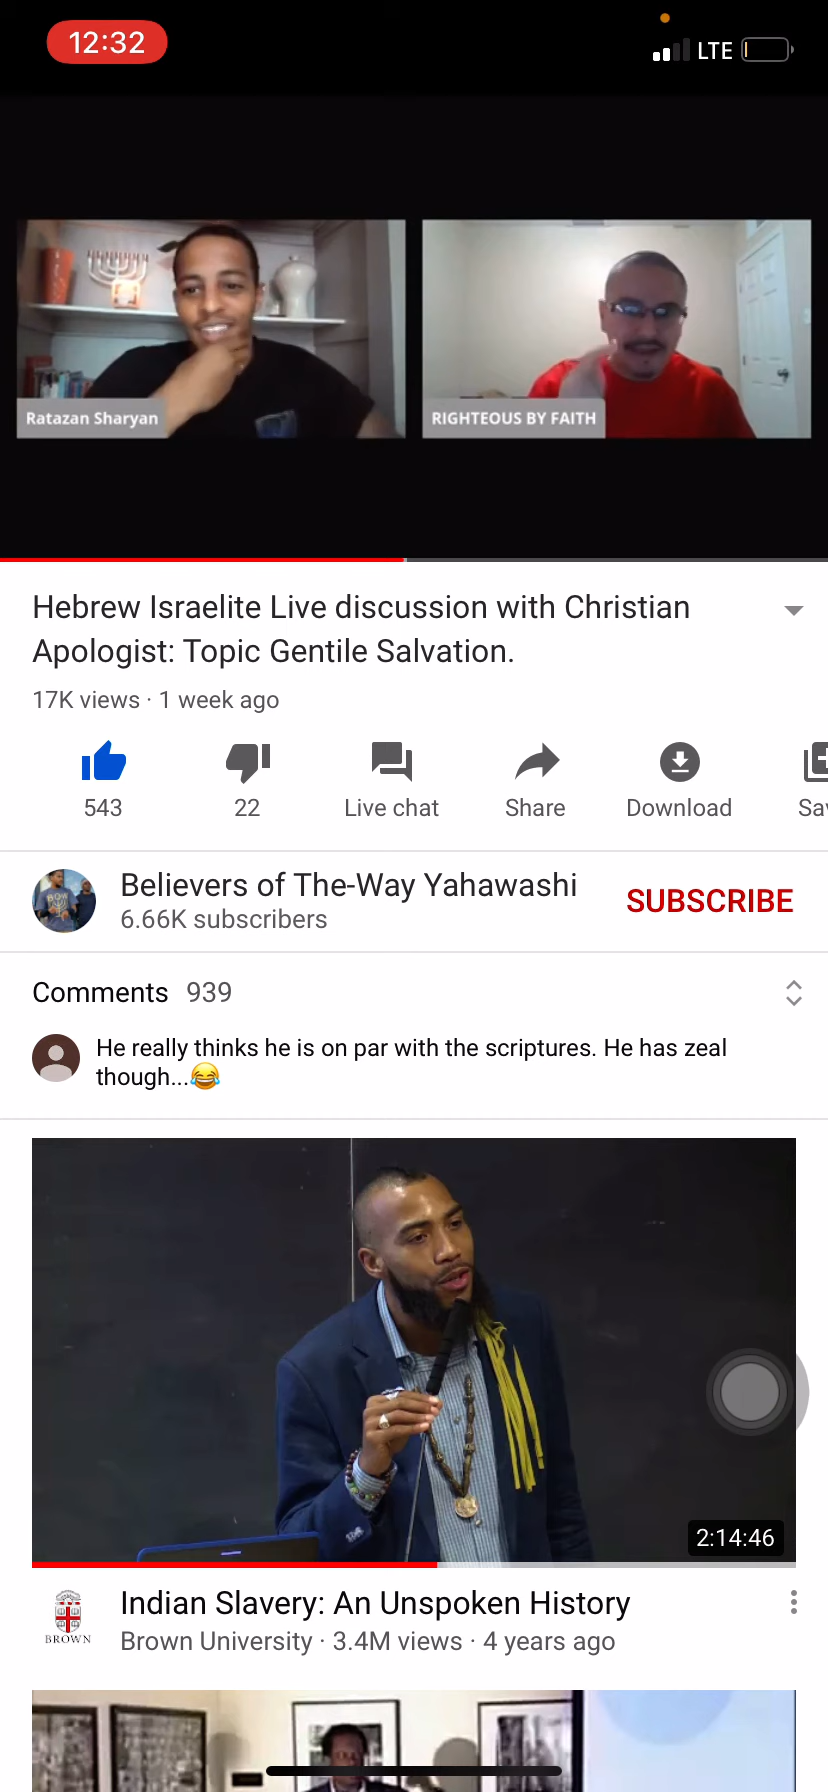 12:32
LTE
Ratazan Sharyan
RIGHTEOUS BY FAITH
Hebrew Israelite Live discussion with Christian
Apologist: Topic Gentile Salvation.
17K views · 1 week ago
543
22
Live chat
Share
Download
Sav
Believers of The-Way Yahawashi
6.66K subscribers
SUBSCRIBE
Comments 939
He really thinks he is on par with the scriptures. He has zeal
though...😂
2:14:46
BROWN
Indian Slavery: An Unspoken History
Brown University · 3.4M views · 4 years ago